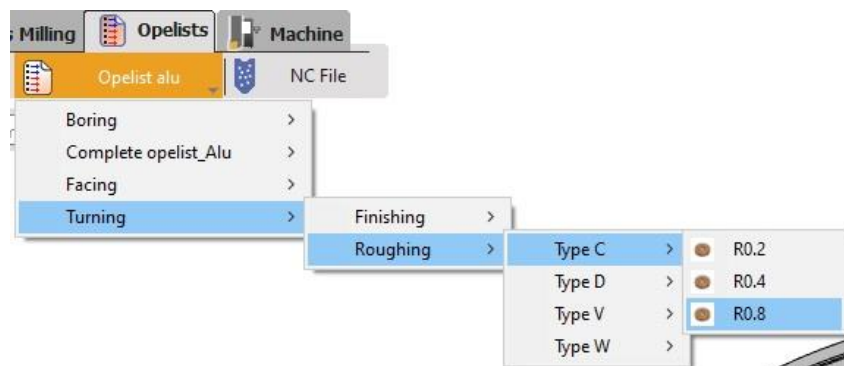 Milling Opelists Machine
Opelist alu NC File
Boring
Complete opelist_Alu
Facing
Turning
Finishing
Roughing
Type C R0.2
Type D R0.4
Type V R0.8
Type W